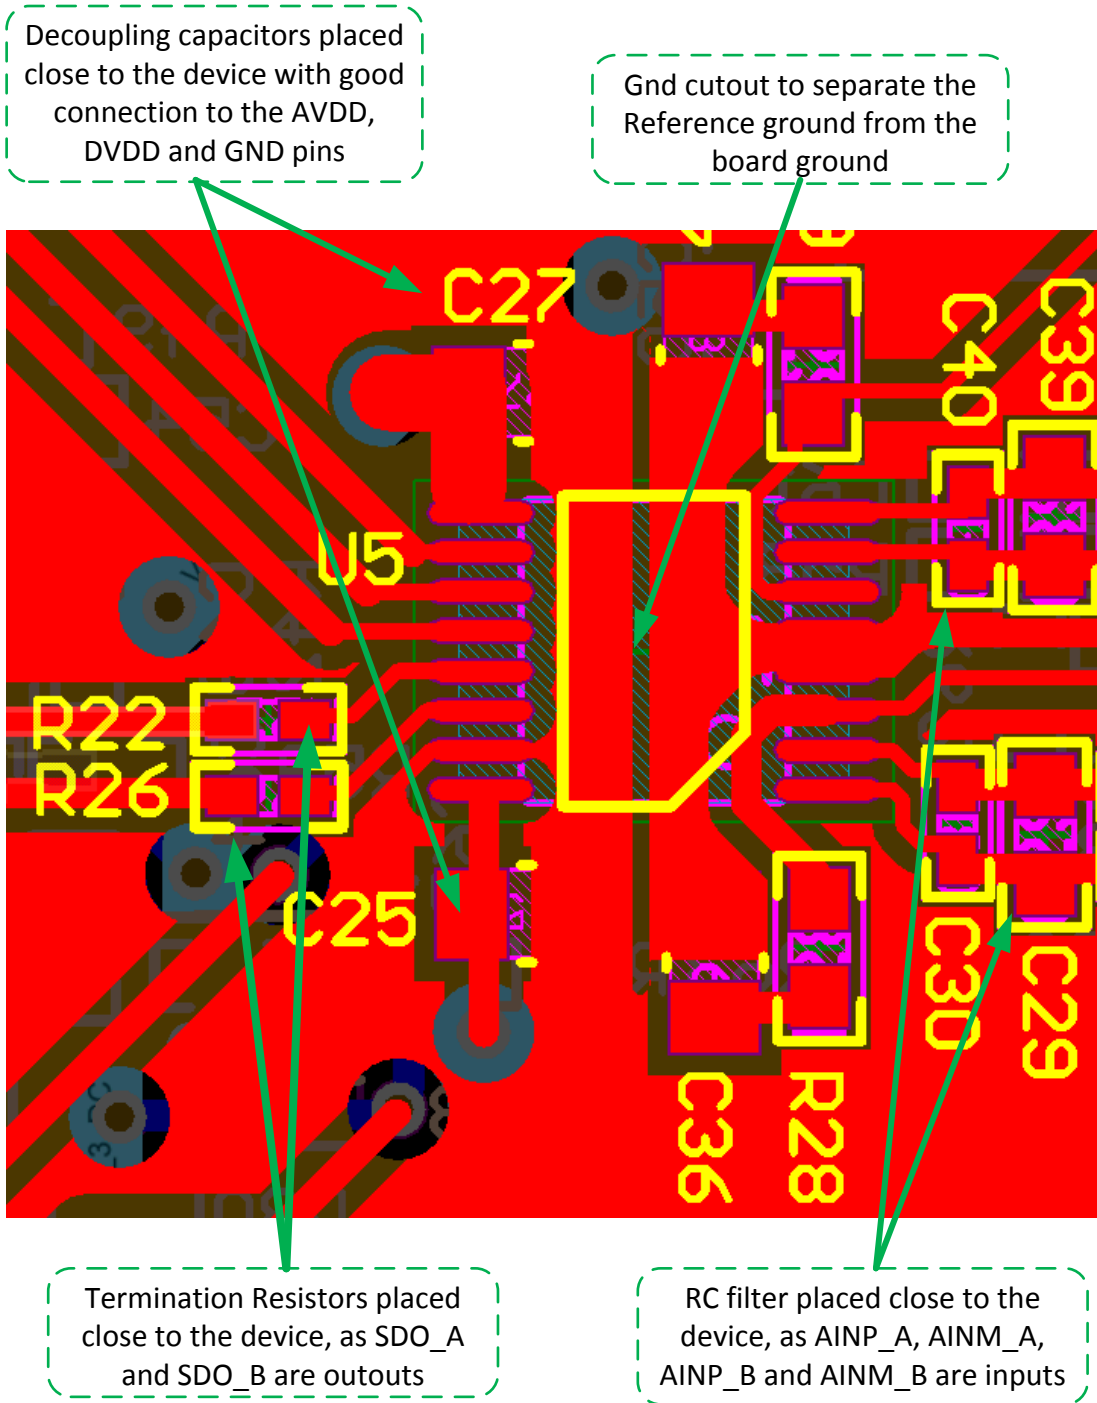 Decoupling capacitors placed
close to the device with good
connection to the AVDD,
DVDD and GND pins
Gnd cutout to separate the
Reference ground from the
board ground
C27
C40
C39
U5
R22
R26
C25
C30
C29
C36
R28
Termination Resistors placed
close to the device, as SDO_A
and SDO_B are outouts
RC filter placed close to the
device, as AINP_A, AINM_A,
AINP_B and AINM_B are inputs